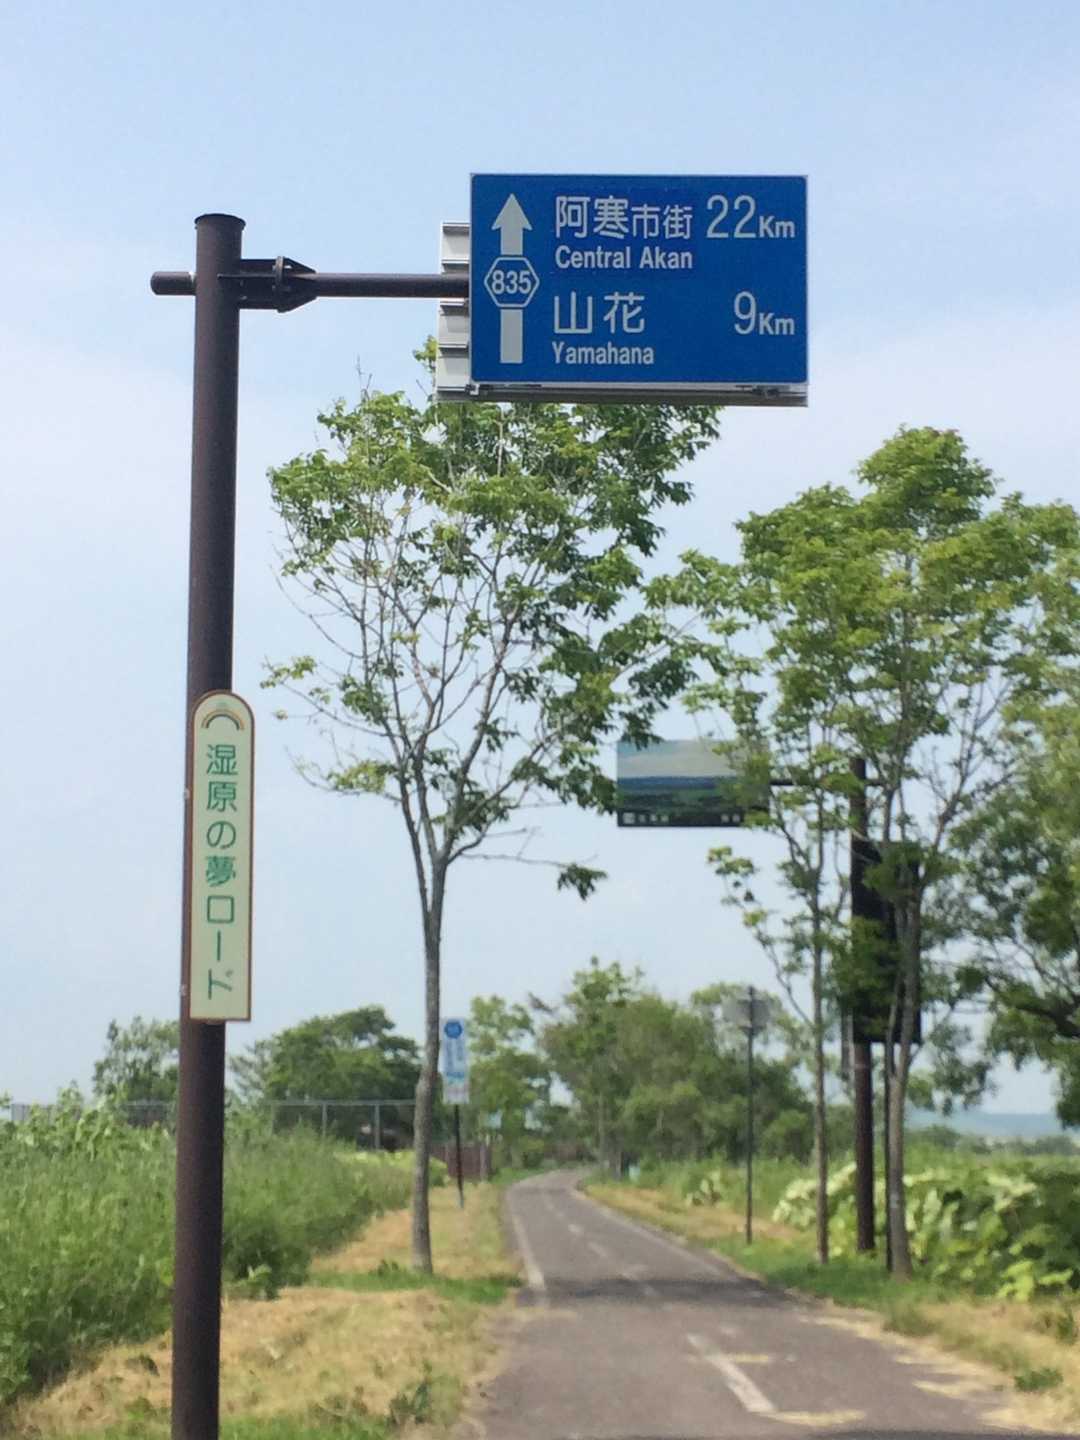 阿寒市街 22Km
Central Akan
835
山花 9Km
Yamahana
湿原の夢ロード